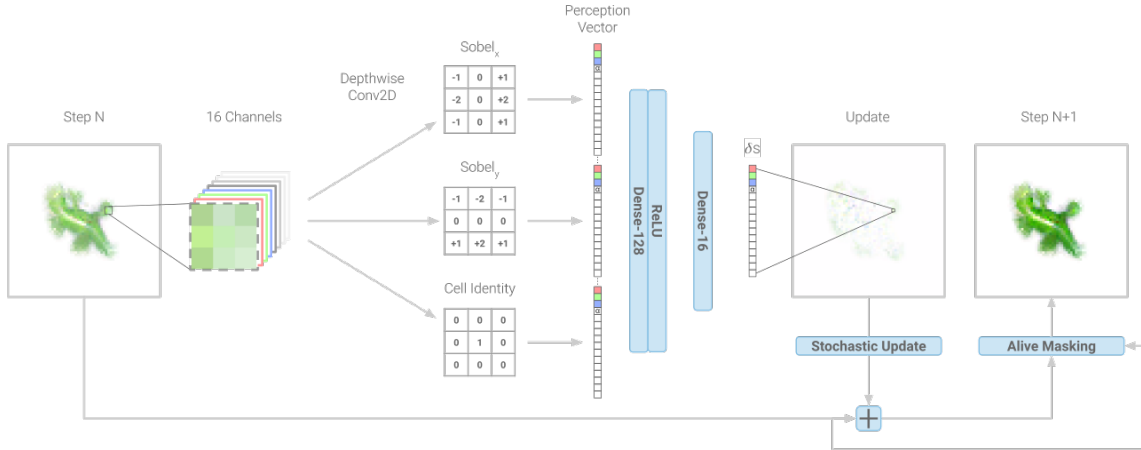 Step N
16 Channels
Depthwise
Conv2D
Sobelx
-1 0 +1
-2 0 +2
-1 0 +1
Sobely
-1 -2 -1
0 0 0
+1 +2 +1
Cell Identity
0 0 0
0 1 0
0 0 0
Perception
Vector
α
α
α
Dense-128
ReLU
Dense-16
δs
α
Update
Stochastic Update
+
Step N+1
Alive Masking